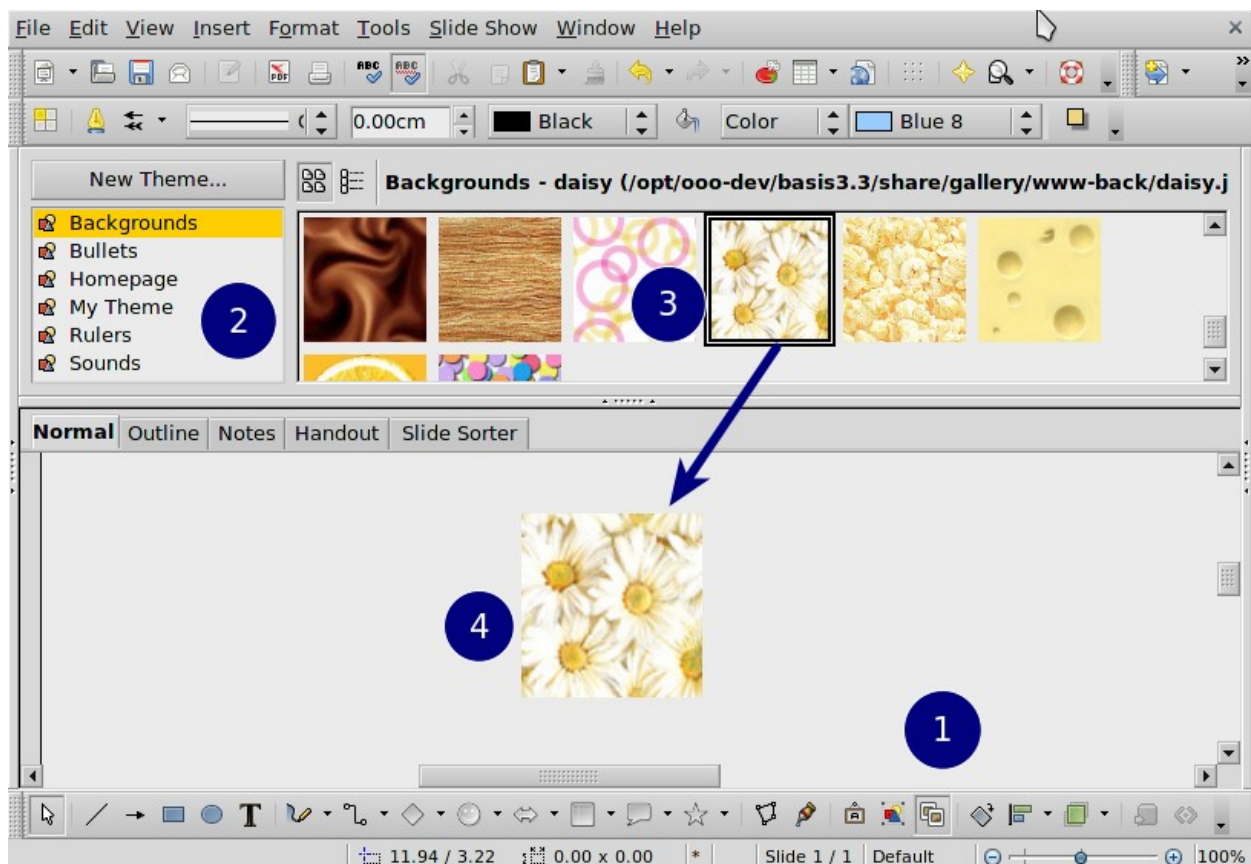 File Edit View Insert Format Tools Slide Show Window Help
PDF ABC ABC
0.00cm Black Color Blue 8
New Theme... Backgrounds - daisy (/opt/ooo-dev/basis3.3/share/gallery/www-back/daisy.j
Backgrounds
Bullets
Homepage
My Theme
Rulers
Sounds
2
3
Normal Outline Notes Handout Slide Sorter
4
1
T A
11.94 / 3.22 0.00 x 0.00 * Slide 1 / 1 Default 100%